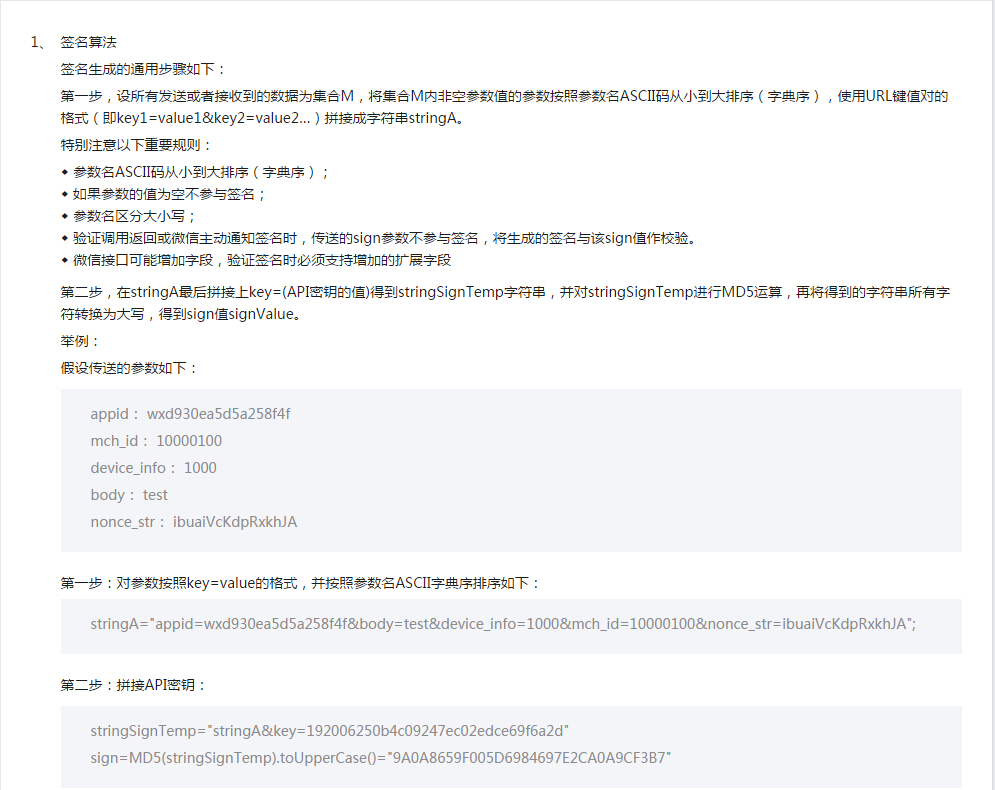 1、 签名算法
签名生成的通用步骤如下：
第一步，设所有发送或者接收到的数据为集合M，将集合M内非空参数值的参数按照参数名ASCII码从小到大排序（字典序），使用URL键值对的
格式（即key1=value1&key2=value2…）拼接成字符串stringA。
特别注意以下重要规则：
◆ 参数名ASCII码从小到大排序（字典序）；
◆ 如果参数的值为空不参与签名；
◆ 参数名区分大小写；
◆ 验证调用返回或微信主动通知签名时，传送的sign参数不参与签名，将生成的签名与该sign值作校验。
◆ 微信接口可能增加字段，验证签名时必须支持增加的扩展字段
第二步，在stringA最后拼接上key=(API密钥的值)得到stringSignTemp字符串，并对stringSignTemp进行MD5运算，再将得到的字符串所有字
符转换为大写，得到sign值signValue。
举例：
假设传送的参数如下：
appid： wxd930ea5d5a258f4f
mch_id： 10000100
device_info： 1000
body： test
nonce_str： ibuaiVcKdpRxkhJA
第一步：对参数按照key=value的格式，并按照参数名ASCII字典序排序如下：
stringA="appid=wxd930ea5d5a258f4f&body=test&device_info=1000&mch_id=10000100&nonce_str=ibuaiVcKdpRxkhJA";
第二步：拼接API密钥：
stringSignTemp="stringA&key=192006250b4c09247ec02edce69f6a2d"
sign=MD5(stringSignTemp).toUpperCase()="9A0A8659F005D6984697E2CA0A9CF3B7"